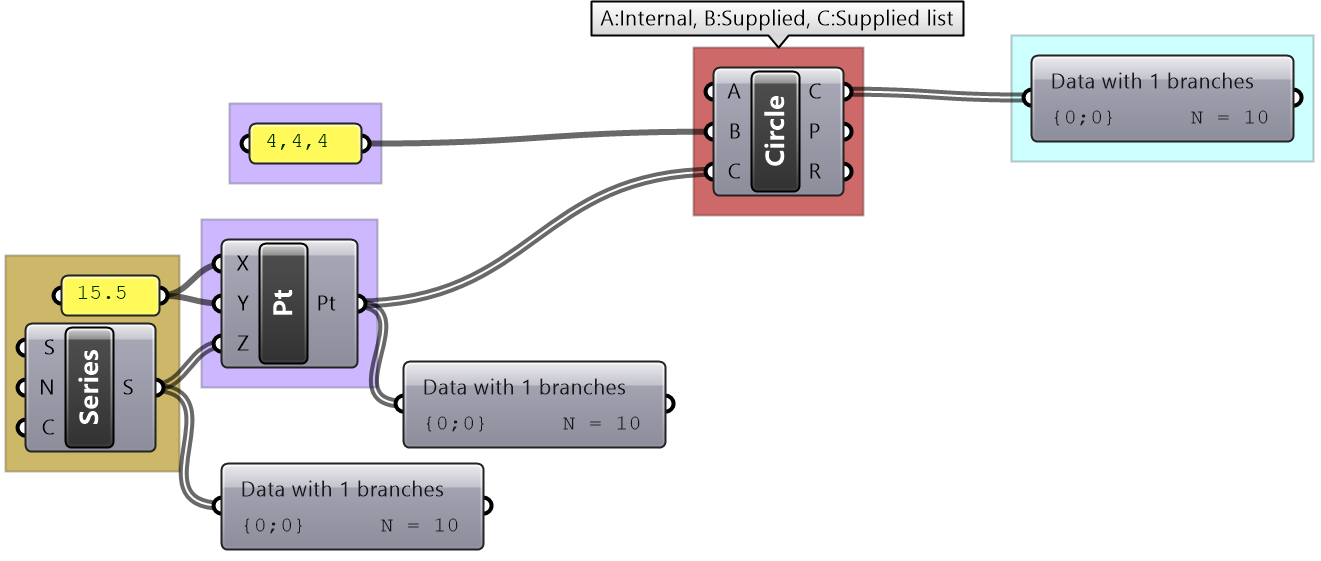 A:Internal, B:Supplied, C:Supplied list
A
B
C
Circle
C
P
R
Data with 1 branches
{0;0} N = 10
4,4,4
15.5
X
Y
Z
Pt
Pt
S
N
C
Series
S
Data with 1 branches
{0;0} N = 10
Data with 1 branches
{0;0} N = 10